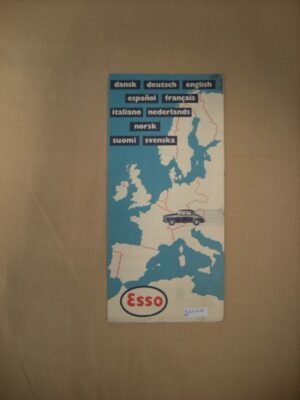 dansk deutsch english
español français
italiano nederlands
norsk
suomi svenska
Esso